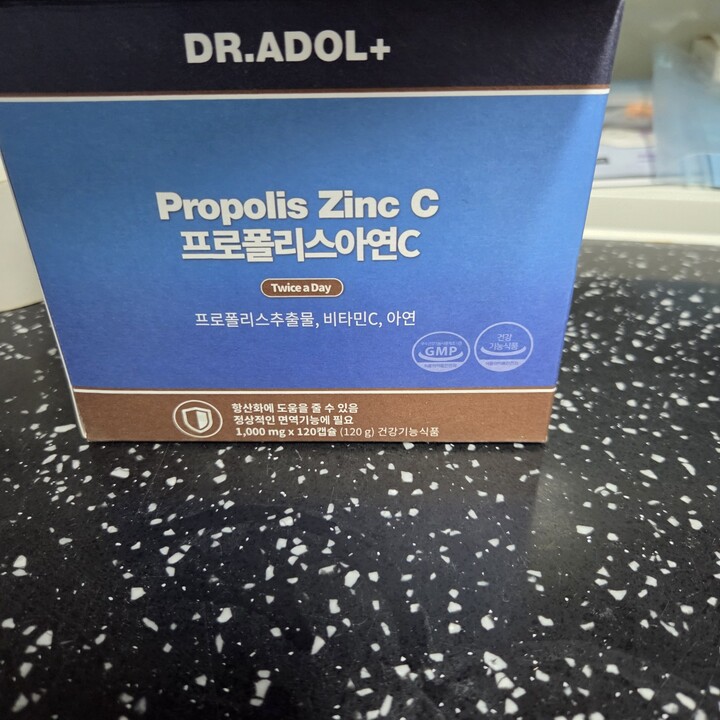 DR.ADOL+
Propolis Zinc C
프로폴리스아연C
Twice a Day
프로폴리스추출물, 비타민C, 아연
GMP
건강
기능식품
항산화에 도움을 줄 수 있음
정상적인 면역기능에 필요
1,000 mg x 120캡슐 (120 g) 건강기능식품